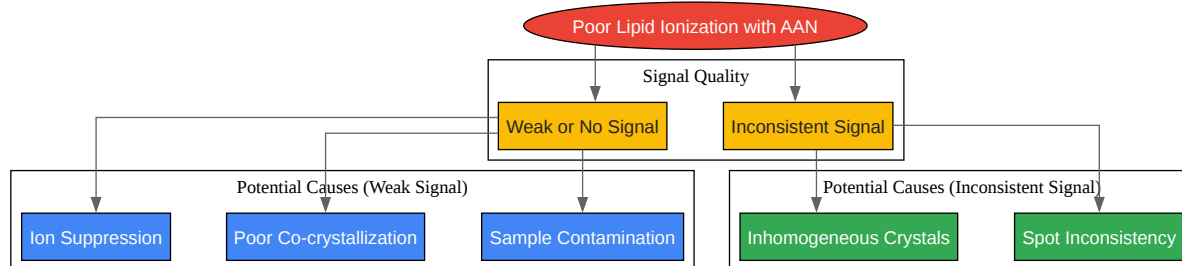 Poor Lipid Ionization with AAN
Signal Quality
Weak or No Signal
Inconsistent Signal
Potential Causes (Weak Signal)
Potential Causes (Inconsistent Signal)
Ion Suppression
Poor Co-crystallization
Sample Contamination
Inhomogeneous Crystals
Spot Inconsistency